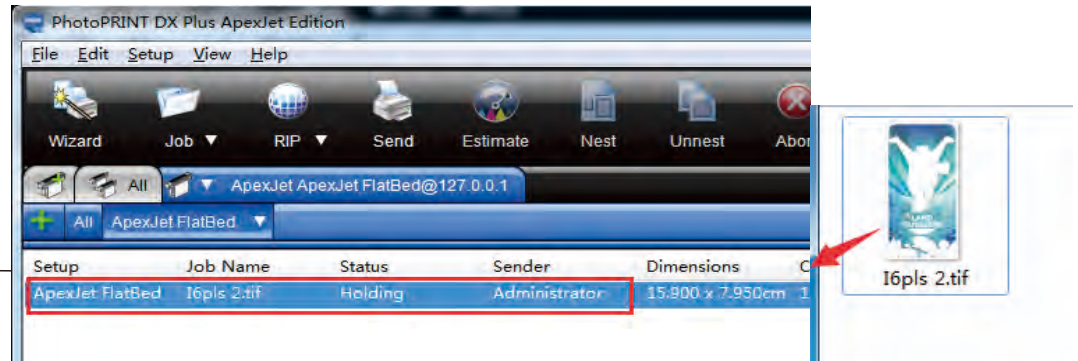 PhotoPRINT DX Plus ApexJet Edition
File Edit Setup View Help
Wizard Job RIP Send Estimate Nest Unnest Abor
All ApexJet ApexJet FlatBed@127.0.0.1
All ApexJet FlatBed
Setup Job Name Status Sender Dimensions C
ApexJet FlatBed I6pls 2.tif Holding Administrator 15.900 x 7.950cm 1
I6pls 2.tif